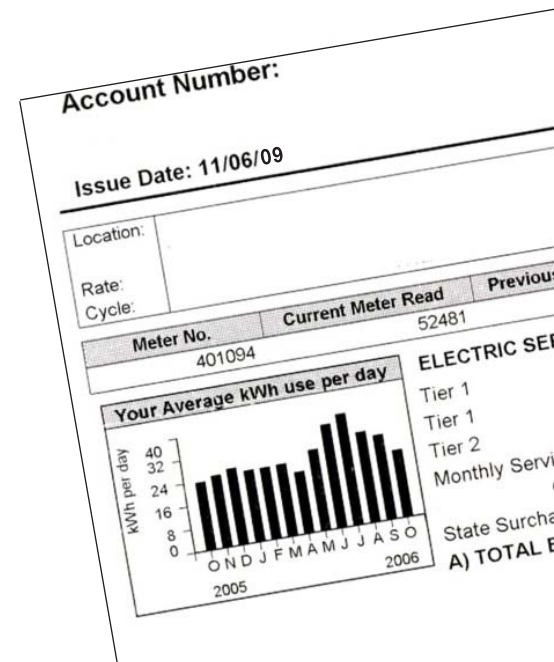 Account Number:
Issue Date: 11/06/09
Location:
Rate:
Cycle:
Meter No. Current Meter Read Previous
401094 52481
Your Average kWh use per day
kWh per day
40
32
24
16
8
0
O N D J F M A M J J A S O
2005 2006
ELECTRIC SE
Tier 1
Tier 1
Tier 2
Monthly Servi
State Surcha
A) TOTAL E